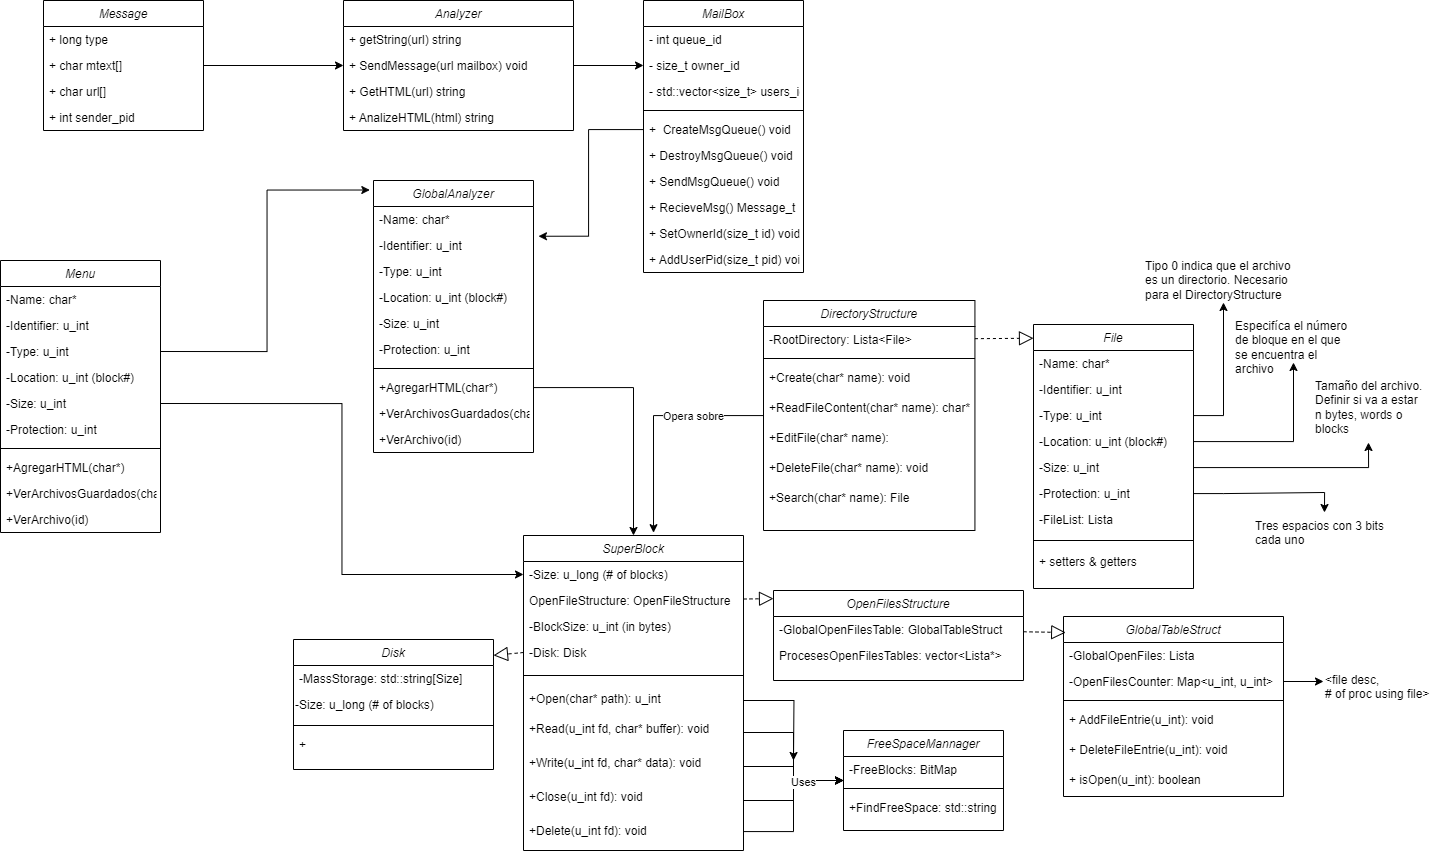 Message
+ long type
+ char mtext[]
+ char url[]
+ int sender_pid
Analyzer
+ getString(url) string
+ SendMessage(url mailbox) void
+ GetHTML(url) string
+ AnalizeHTML(html) string
MailBox
- int queue_id
- size_t owner_id
- std::vector<size_t> users_i
+  CreateMsgQueue() void
+ DestroyMsgQueue() void
+ SendMsgQueue() void
+ RecieveMsg() Message_t
+ SetOwnerId(size_t id) void
+ AddUserPid(size_t pid) voi
GlobalAnalyzer
-Name: char*
-Identifier: u_int
-Type: u_int
-Location: u_int (block#)
-Size: u_int
-Protection: u_int
+AgregarHTML(char*)
+VerArchivosGuardados(cha
+VerArchivo(id)
Menu
-Name: char*
-Identifier: u_int
-Type: u_int
-Location: u_int (block#)
-Size: u_int
-Protection: u_int
+AgregarHTML(char*)
+VerArchivosGuardados(cha
+VerArchivo(id)
DirectoryStructure
-RootDirectory: Lista<File>
+Create(char* name): void
+ReadFileContent(char* name): char*
+EditFile(char* name):
+DeleteFile(char* name): void
+Search(char* name): File
Opera sobre
File
-Name: char*
-Identifier: u_int
-Type: u_int
-Location: u_int (block#)
-Size: u_int
-Protection: u_int
-FileList: Lista
+ setters & getters
Tipo 0 indica que el archivo
es un directorio. Necesario
para el DirectoryStructure
Especifíca el número
de bloque en el que
se encuentra el
archivo
Tamaño del archivo.
Definir si va a estar
n bytes, words o
blocks
Tres espacios con 3 bits
cada uno
SuperBlock
-Size: u_long (# of blocks)
OpenFileStructure: OpenFileStructure
-BlockSize: u_int (in bytes)
-Disk: Disk
+Open(char* path): u_int
+Read(u_int fd, char* buffer): void
+Write(u_int fd, char* data): void
+Close(u_int fd): void
+Delete(u_int fd): void
Disk
-MassStorage: std::string[Size]
-Size: u_long (# of blocks)
+
OpenFilesStructure
-GlobalOpenFilesTable: GlobalTableStruct
ProcesesOpenFilesTables: vector<Lista*>
GlobalTableStruct
-GlobalOpenFiles: Lista
-OpenFilesCounter: Map<u_int, u_int>
+ AddFileEntrie(u_int): void
+ DeleteFileEntrie(u_int): void
+ isOpen(u_int): boolean
<file desc,
# of proc using file>
Uses
FreeSpaceMannager
-FreeBlocks: BitMap
+FindFreeSpace: std::string